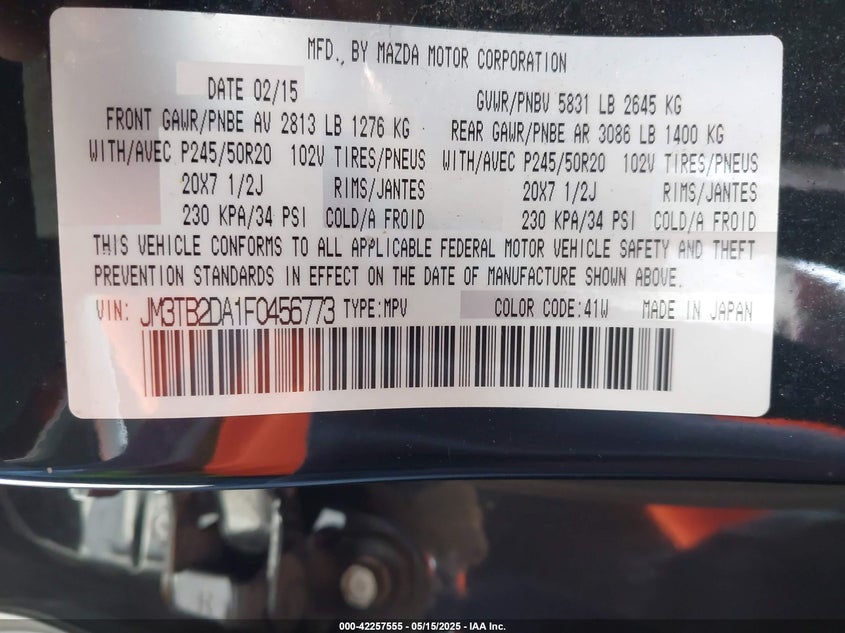 MFD., BY MAZDA MOTOR CORPORATION
DATE 02/15 GVWR/PNBV 5831 LB 2645 KG
FRONT GAWR/PNBE AV 2813 LB 1276 KG REAR GAWR/PNBE AR 3086 LB 1400 KG
WITH/AVEC P245/50R20 102V TIRES/PNEUS WITH/AVEC P245/50R20 102V TIRES/PNEUS
20X7 1/2J RIMS/JANTES 20X7 1/2J RIMS/JANTES
230 KPA/34 PSI COLD/A FROID 230 KPA/34 PSI COLD/A FROID
THIS VEHICLE CONFORMS TO ALL APPLICABLE FEDERAL MOTOR VEHICLE SAFETY AND THEFT
PREVENTION STANDARDS IN EFFECT ON THE DATE OF MANUFACTURE SHOWN ABOVE.
VIN: JM3TB2DA1F0456773 TYPE:MPV COLOR CODE:41W MADE IN JAPAN
000-42257555 - 05/15/2025 - IAA Inc.